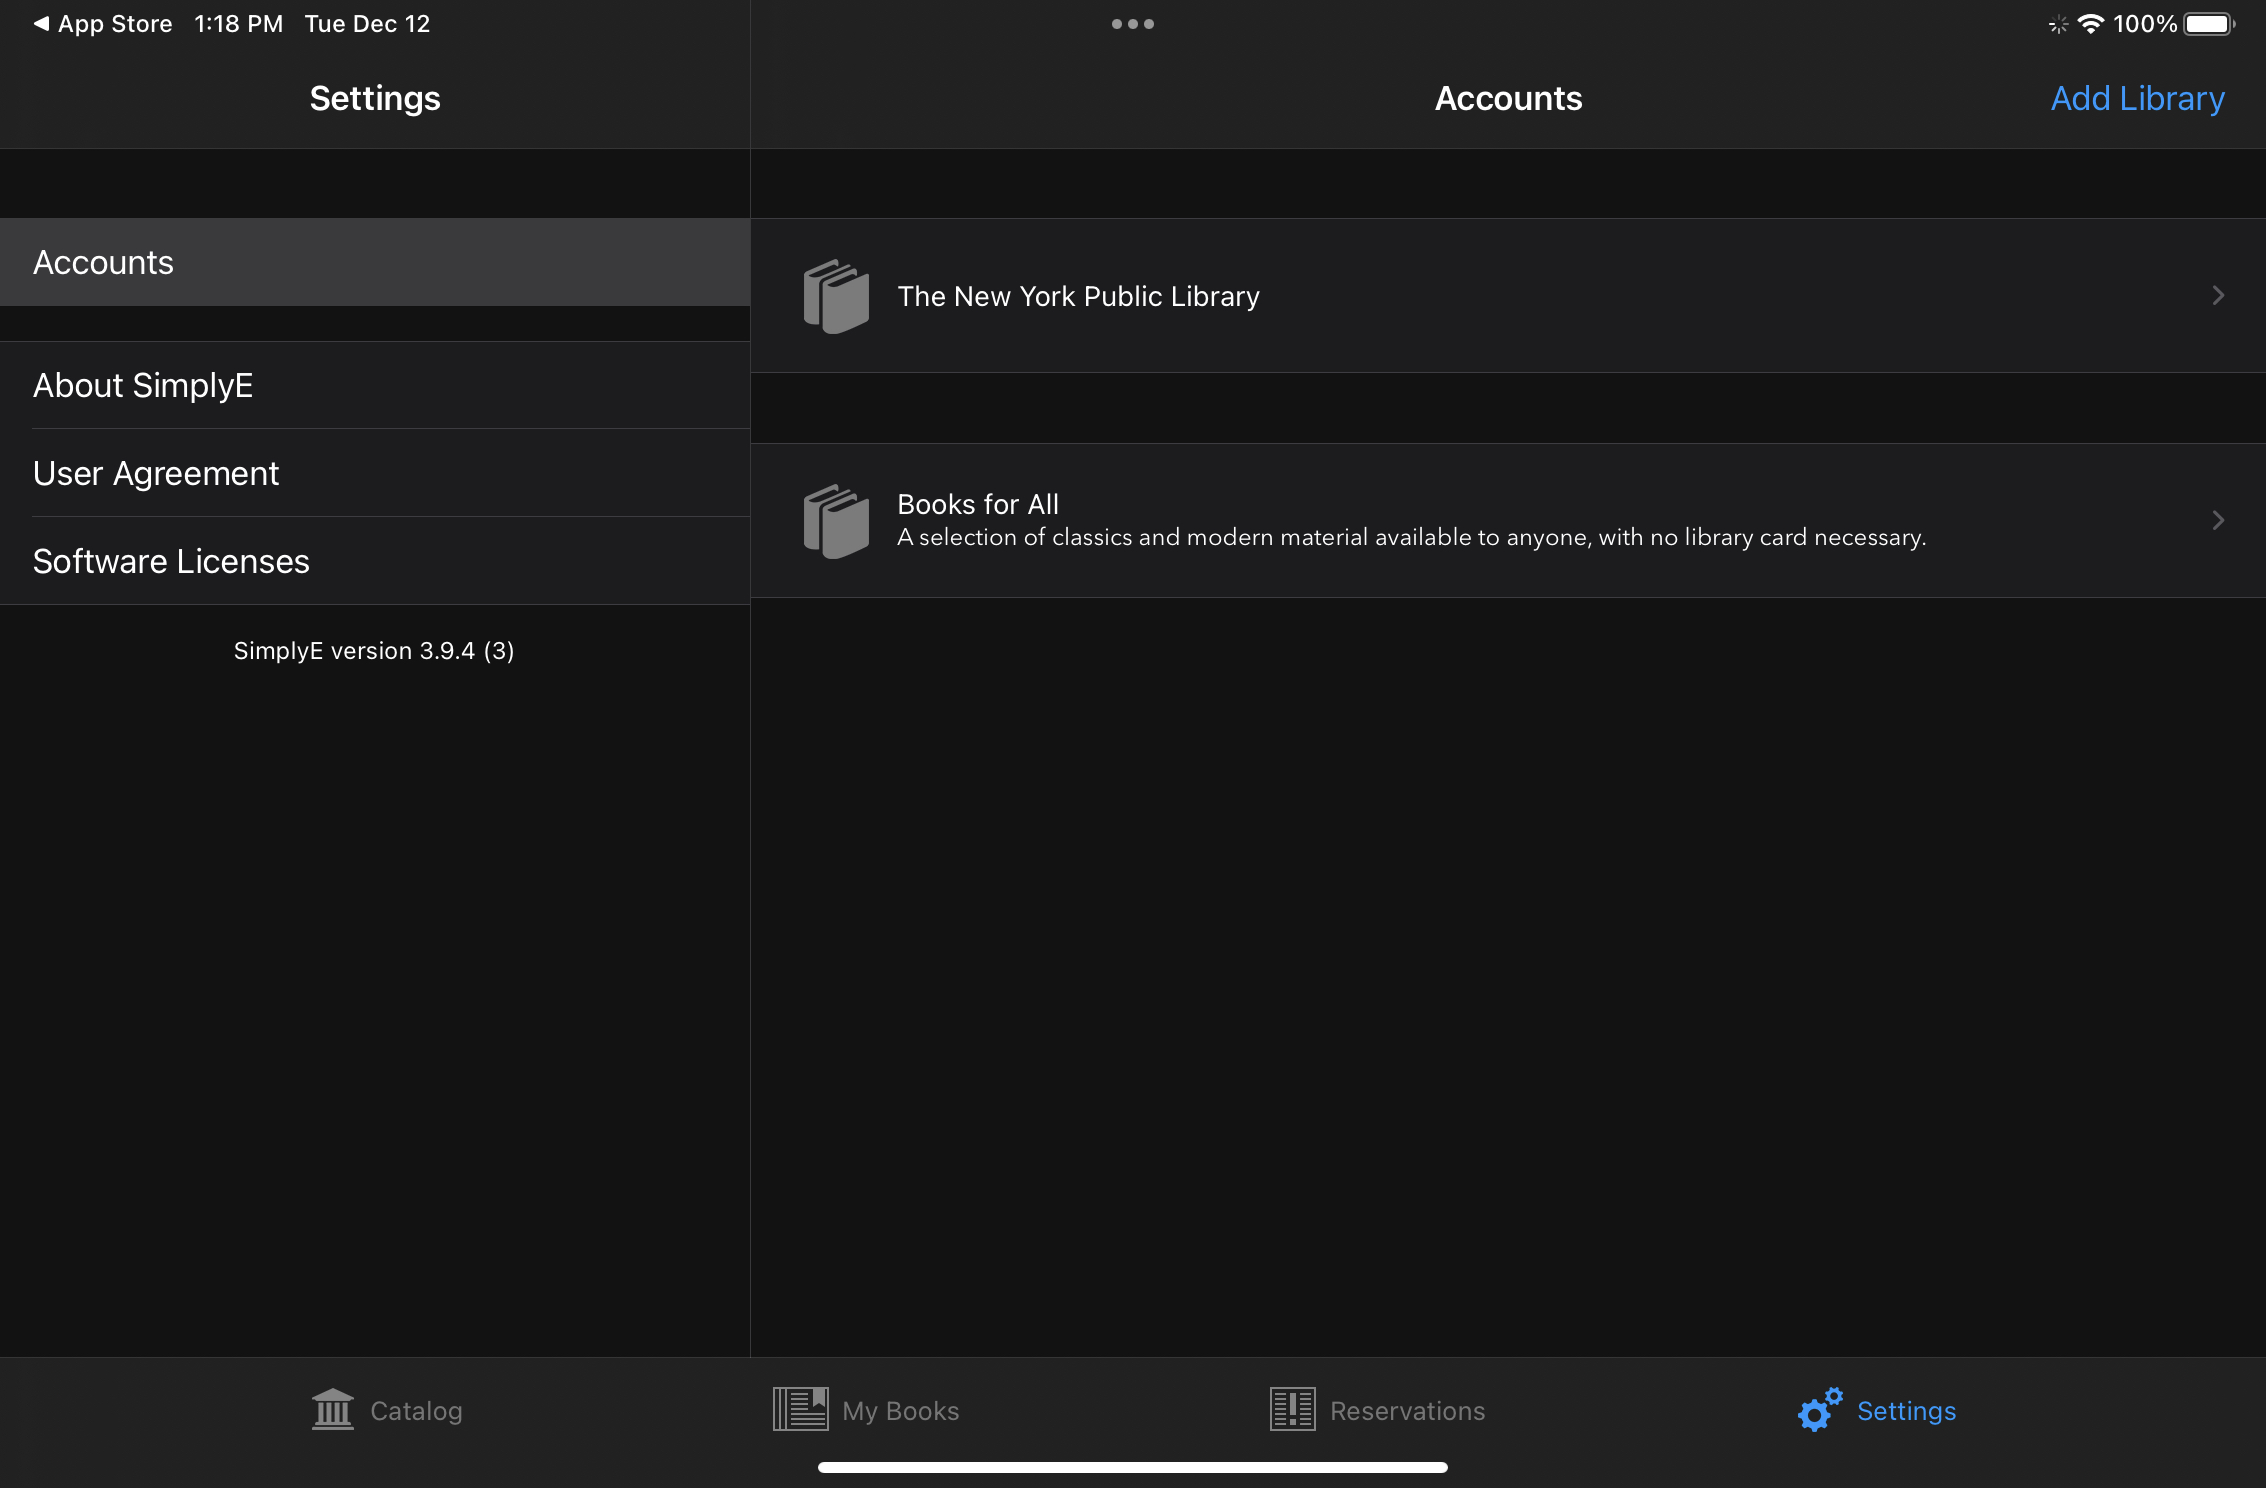 App Store 1:18 PM Tue Dec 12
100%
Settings
Accounts
About SimplyE
User Agreement
Software Licenses
SimplyE version 3.9.4 (3)
Accounts
Add Library
The New York Public Library
Books for All
A selection of classics and modern material available to anyone, with no library card necessary.
Catalog
My Books
Reservations
Settings